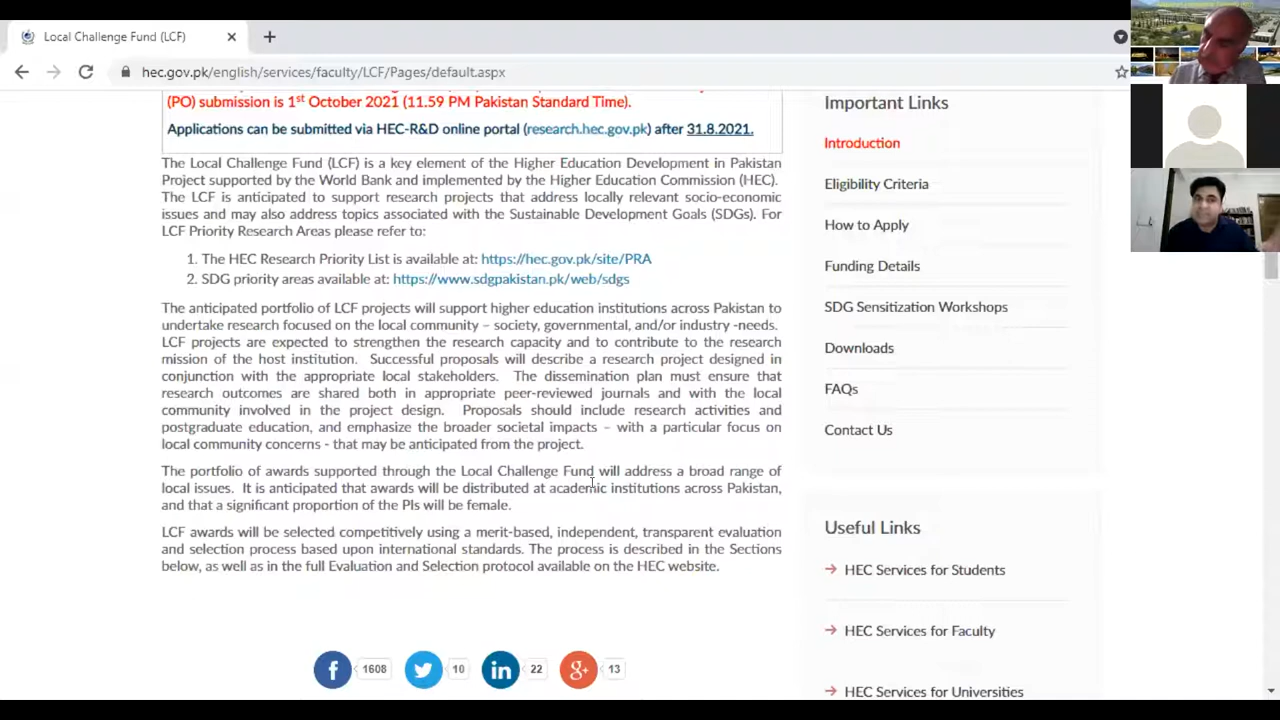 Local Challenge Fund (LCF)
hec.gov.pk/english/services/faculty/LCF/Pages/default.aspx
(PO) submission is 1st October 2021 (11.59 PM Pakistan Standard Time).
Applications can be submitted via HEC-R&D online portal (research.hec.gov.pk) after 31.8.2021.
The Local Challenge Fund (LCF) is a key element of the Higher Education Development in Pakistan
Project supported by the World Bank and implemented by the Higher Education Commission (HEC).
The LCF is anticipated to support research projects that address locally relevant socio-economic
issues and may also address topics associated with the Sustainable Development Goals (SDGs). For
LCF Priority Research Areas please refer to:
1. The HEC Research Priority List is available at: https://hec.gov.pk/site/PRA
2. SDG priority areas available at: https://www.sdgpakistan.pk/web/sdgs
The anticipated portfolio of LCF projects will support higher education institutions across Pakistan to
undertake research focused on the local community – society, governmental, and/or industry -needs.
LCF projects are expected to strengthen the research capacity and to contribute to the research
mission of the host institution. Successful proposals will describe a research project designed in
conjunction with the appropriate local stakeholders. The dissemination plan must ensure that
research outcomes are shared both in appropriate peer-reviewed journals and with the local
community involved in the project design. Proposals should include research activities and
postgraduate education, and emphasize the broader societal impacts – with a particular focus on
local community concerns - that may be anticipated from the project.
The portfolio of awards supported through the Local Challenge Fund will address a broad range of
local issues. It is anticipated that awards will be distributed at academic institutions across Pakistan,
and that a significant proportion of the PIs will be female.
LCF awards will be selected competitively using a merit-based, independent, transparent evaluation
and selection process based upon international standards. The process is described in the Sections
below, as well as in the full Evaluation and Selection protocol available on the HEC website.
f 1608 10 in 22 g+ 13
Important Links
Introduction
Eligibility Criteria
How to Apply
Funding Details
SDG Sensitization Workshops
Downloads
FAQs
Contact Us
Useful Links
HEC Services for Students
HEC Services for Faculty
HEC Services for Universities